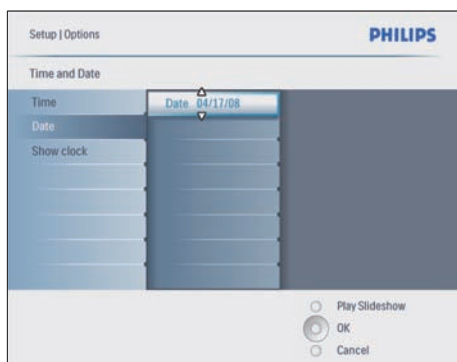 Setup | Options
PHILIPS
Time and Date
Time
Date 04/17/08
Date
Show clock
Play Slideshow
OK
Cancel